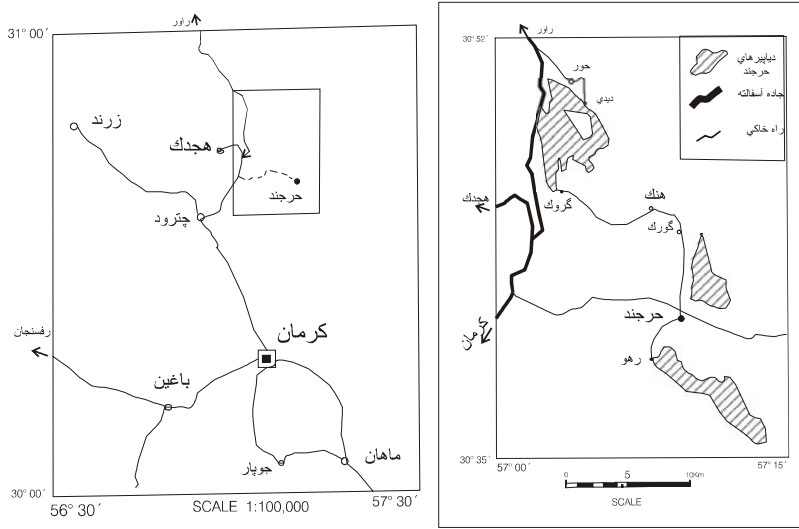 راور
31° 00´
زرند
هجدك
حرجند
چترود
كرمان
رفسنجان
باغين
ماهان
جوپار
30° 00´
56° 30´
SCALE 1:100,000
57° 30´
راور
30° 52´
حور
ديدي
دياپيرهاي
حرجند
جاده آسفالته
راه خاكي
هجدك
گروك
هنك
گورك
حرجند
كرمان
رهو
30° 35´
57° 00´
57° 15´
0 5 10Km
SCALE